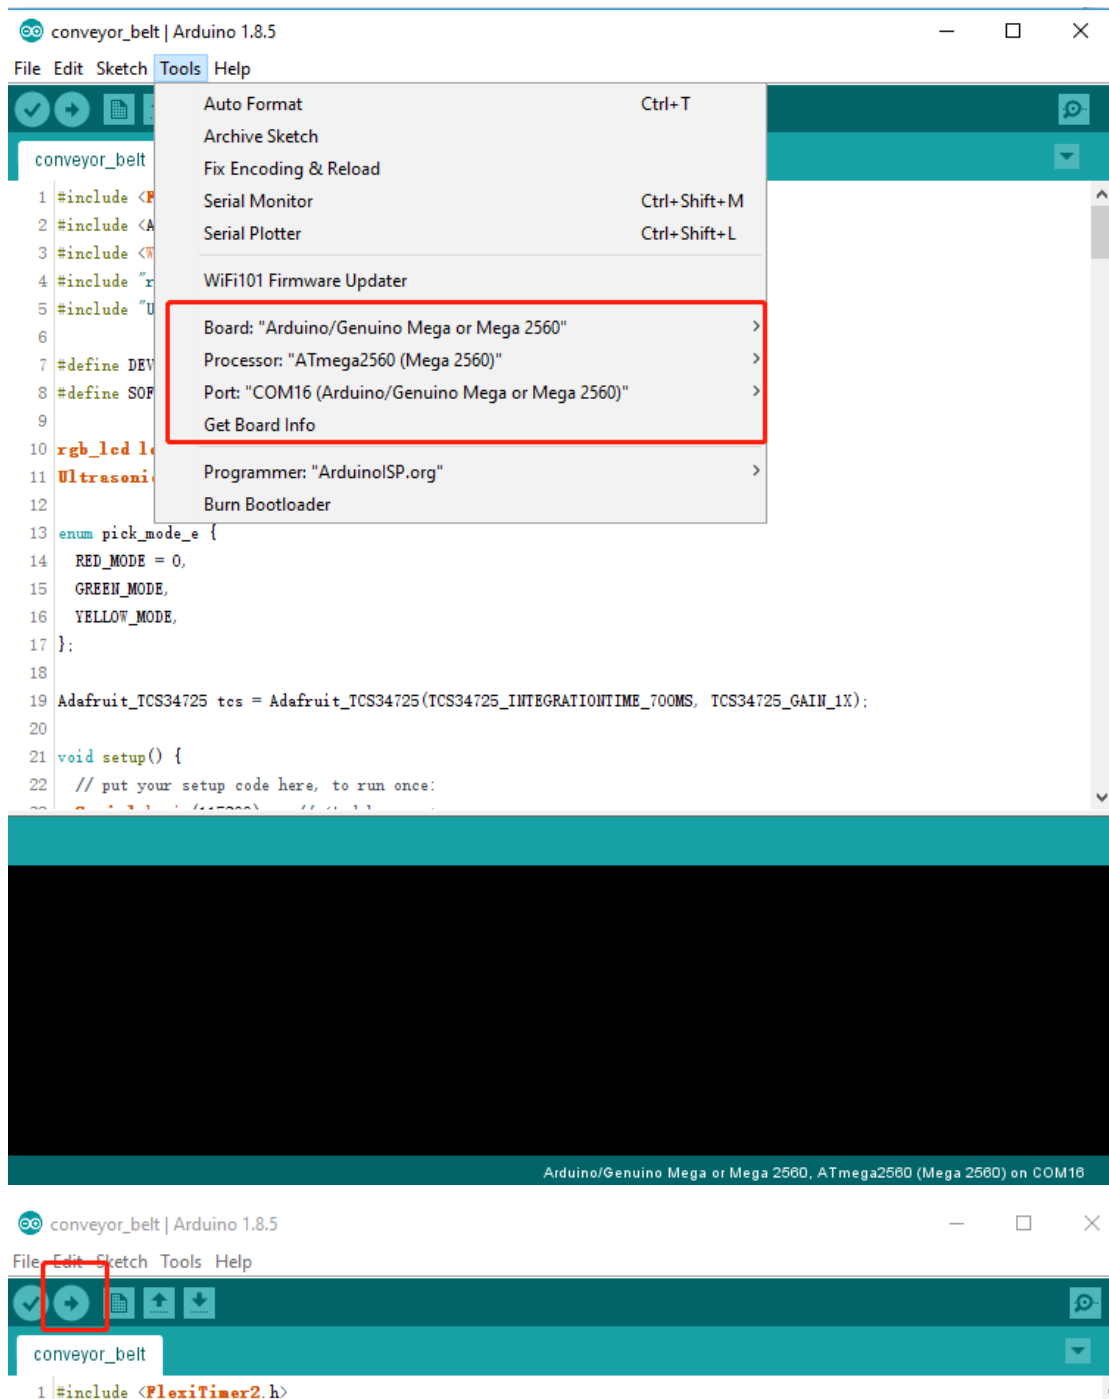 conveyor_belt | Arduino 1.8.5
File Edit Sketch Tools Help
Auto Format Ctrl+T
Archive Sketch
Fix Encoding & Reload
Serial Monitor Ctrl+Shift+M
Serial Plotter Ctrl+Shift+L
WiFi101 Firmware Updater
Board: "Arduino/Genuino Mega or Mega 2560"
Processor: "ATmega2560 (Mega 2560)"
Port: "COM16 (Arduino/Genuino Mega or Mega 2560)"
Get Board Info
Programmer: "ArduinoISP.org"
Burn Bootloader
conveyor_belt
1 #include <F
2 #include <A
3 #include <W
4 #include "r
5 #include "U
6
7 #define DEV
8 #define SOF
9
10 rgb_lcd l
11 Ultrasoni
12
13 enum pick_mode_e {
14 RED_MODE = 0,
15 GREEN_MODE,
16 YELLOW_MODE,
17 };
18
19 Adafruit_TCS34725 tcs = Adafruit_TCS34725(TCS34725_INTEGRATIONTIME_700MS, TCS34725_GAIN_1X);
20
21 void setup() {
22 // put your setup code here, to run once:
Arduino/Genuino Mega or Mega 2560, ATmega2560 (Mega 2560) on COM16
conveyor_belt | Arduino 1.8.5
File Edit Sketch Tools Help
conveyor_belt
1 #include <FlexiTimer2.h>